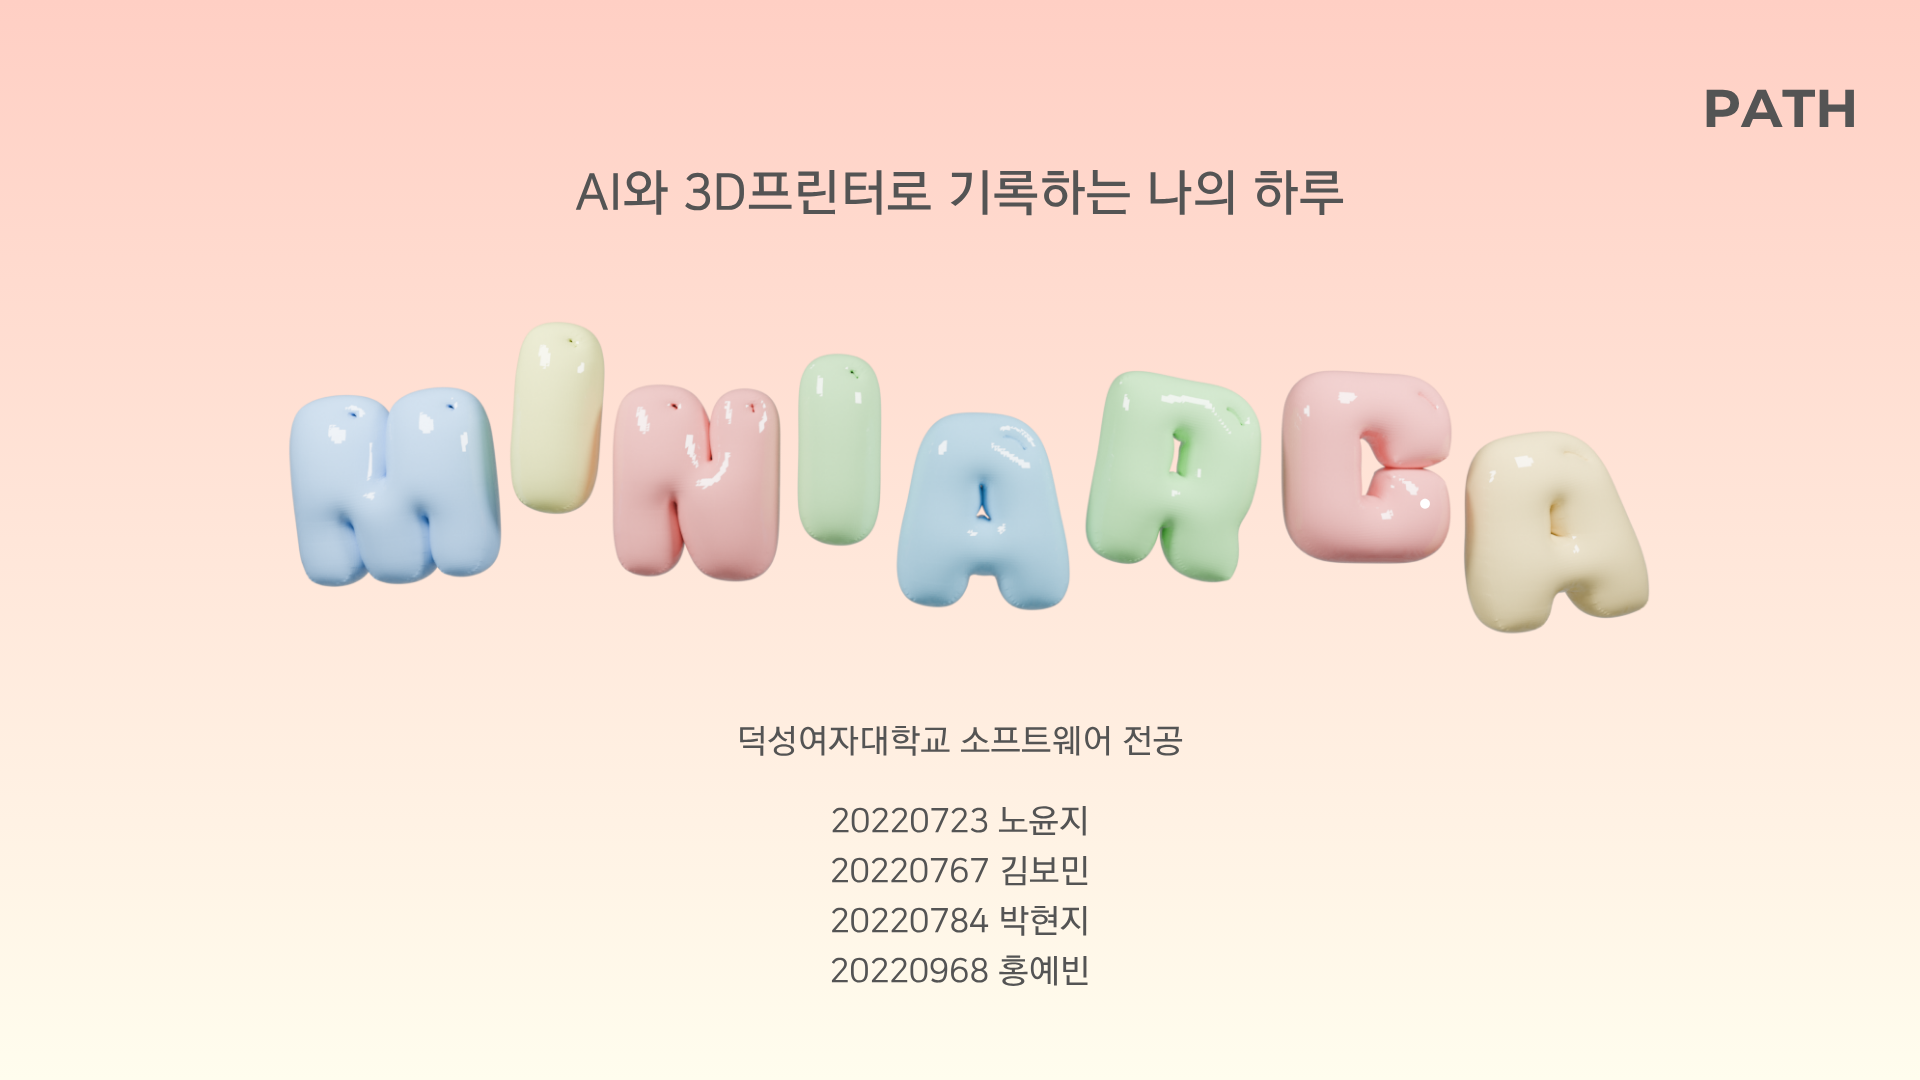 PATH
AI와 3D프린터로 기록하는 나의 하루
MINIARCA
덕성여자대학교 소프트웨어 전공
20220723 노윤지
20220767 김보민
20220784 박현지
20220968 홍예빈